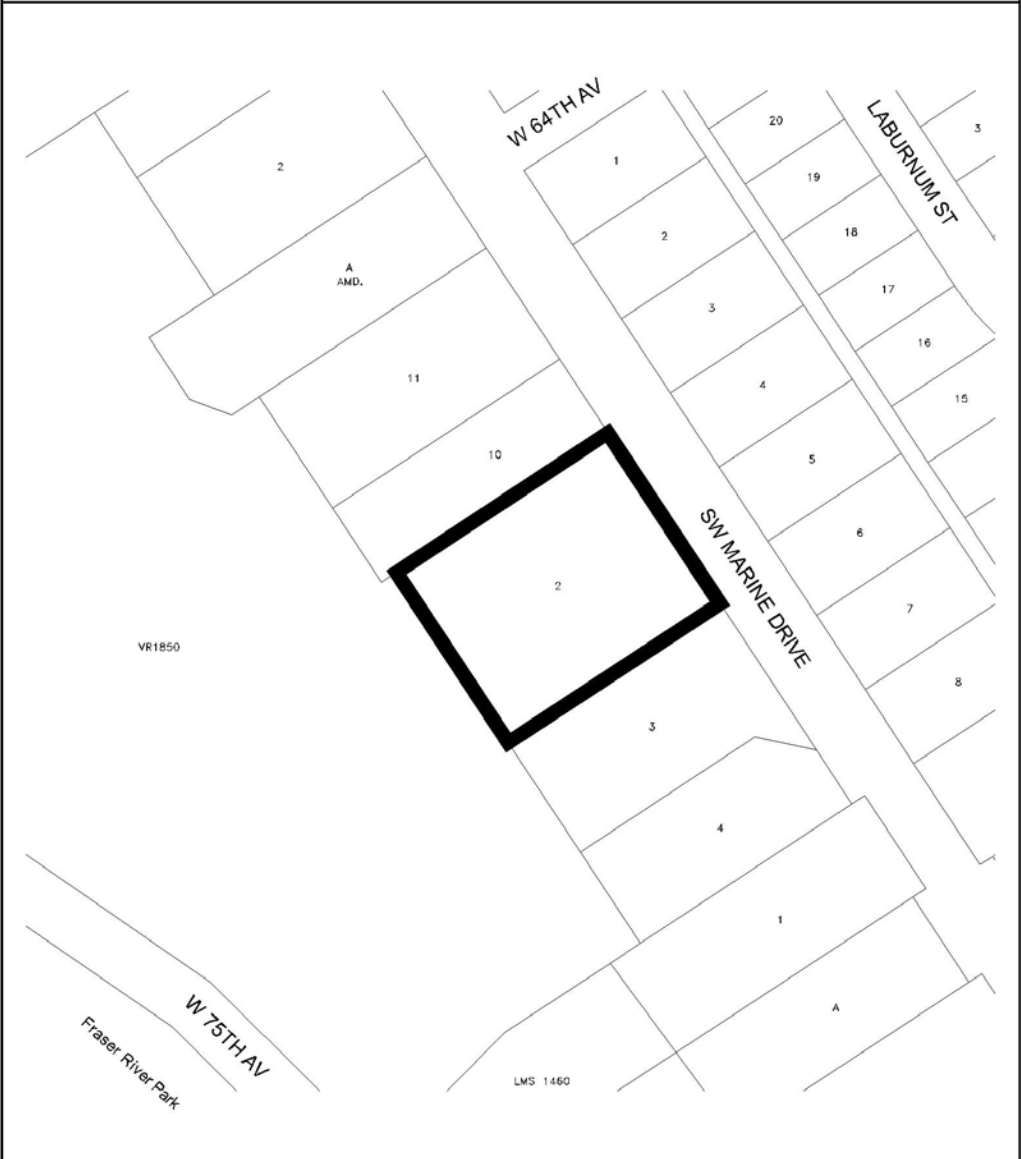 W 64TH AV
LABURNUM ST
20
3
1
2
19
18
2
A
AMD.
17
3
16
11
4
15
10
5
SW MARINE DRIVE
6
2
7
VR1850
8
3
4
1
A
W 75TH AV
Fraser River Park
LMS 1460